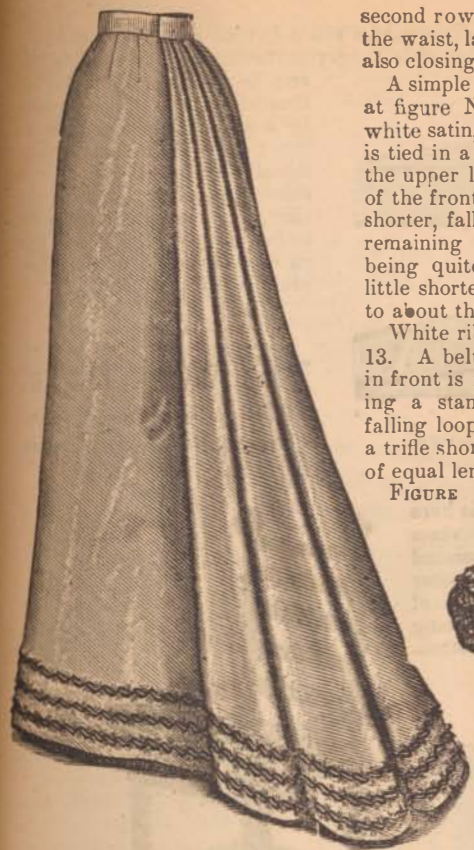 second row
the waist, la
also closing
A simple
at figure N
white satin,
is tied in a
the upper l
of the front
shorter, fall
remaining
being quite
little shorte
to about th
White ri
13. A belt
in front is
ing a stan
falling loop
a trifle shor
of equal len
FIGURE